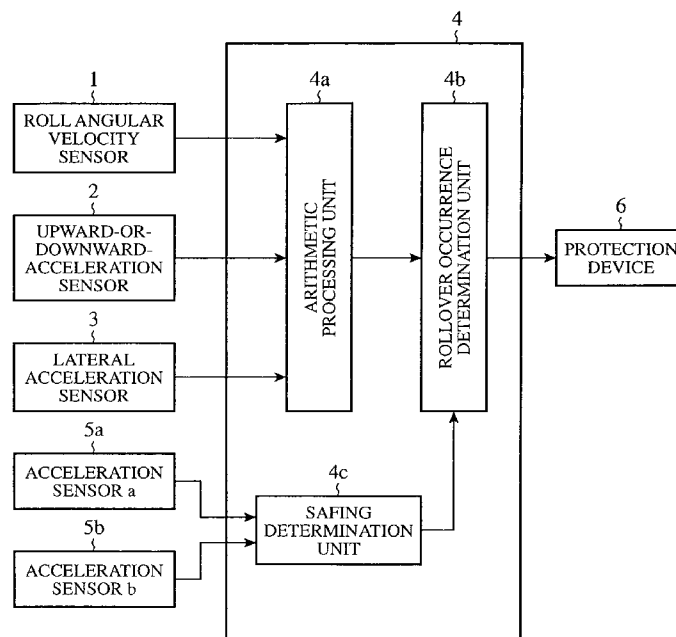 4
1
ROLL ANGULAR
VELOCITY
SENSOR
2
UPWARD-OR-
DOWNWARD-
ACCELERATION
SENSOR
3
LATERAL
ACCELERATION
SENSOR
5a
ACCELERATION
SENSOR a
5b
ACCELERATION
SENSOR b
4a
ARITHMETIC
PROCESSING UNIT
4b
ROLLOVER OCCURRENCE
DETERMINATION UNIT
4c
SAFING
DETERMINATION
UNIT
6
PROTECTION
DEVICE